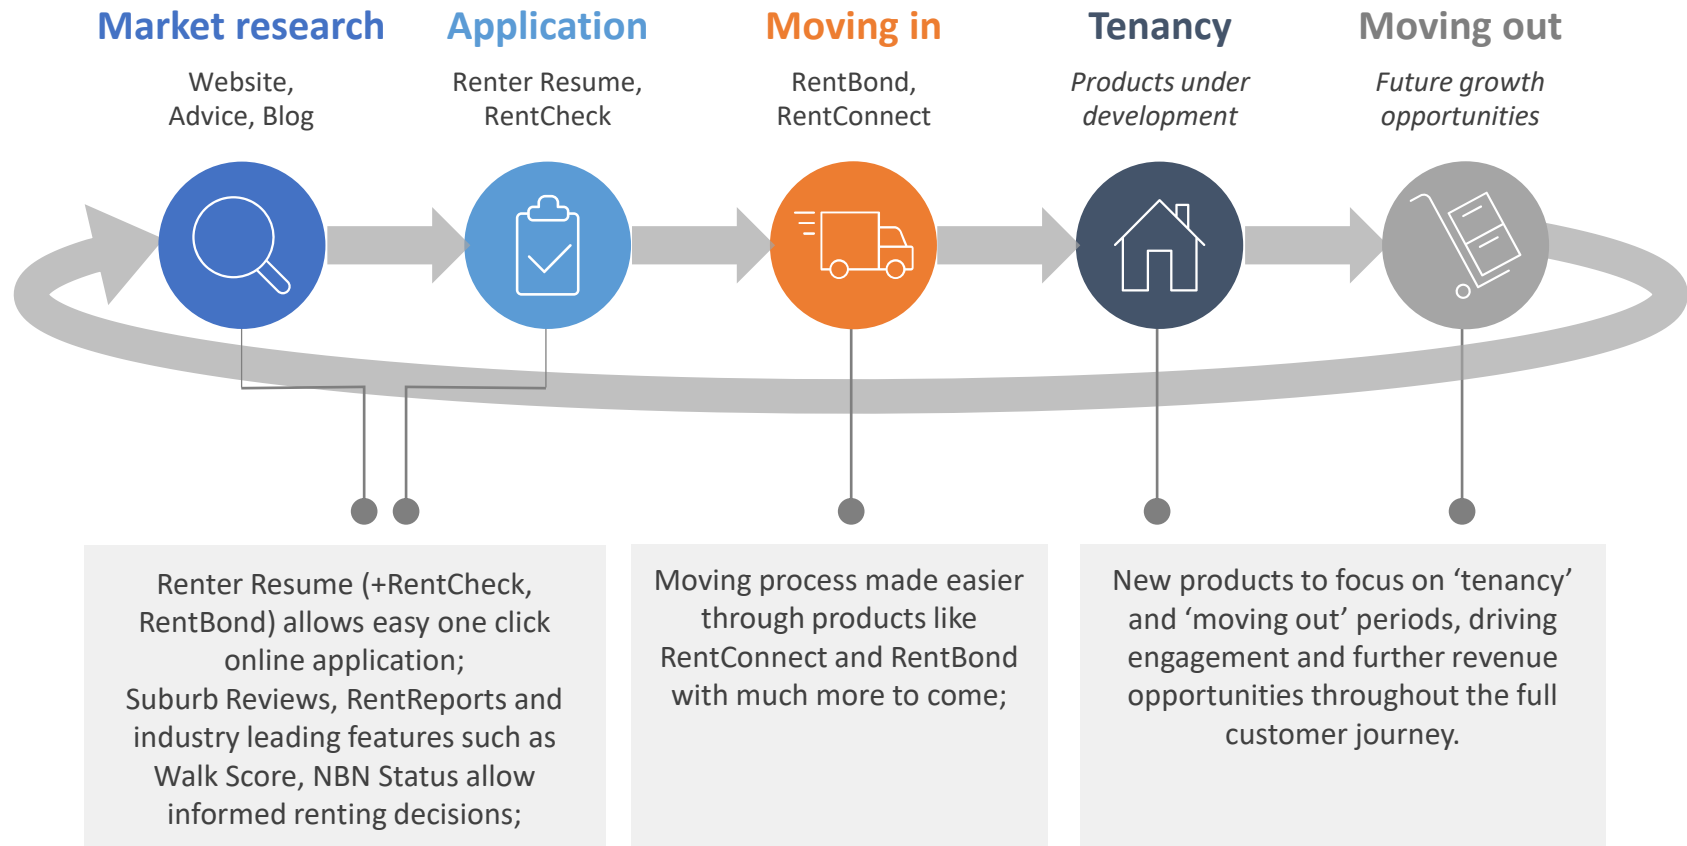 Market research
Application
Moving in
Tenancy
Moving out
Website,
Advice, Blog
Renter Resume,
RentCheck
RentBond,
RentConnect
Products under
development
Future growth
opportunities
Renter Resume (+RentCheck,
RentBond) allows easy one click
online application;
Suburb Reviews, RentReports and
industry leading features such as
Walk Score, NBN Status allow
informed renting decisions;
Moving process made easier
through products like
RentConnect and RentBond
with much more to come;
New products to focus on ‘tenancy’
and ‘moving out’ periods, driving
engagement and further revenue
opportunities throughout the full
customer journey.